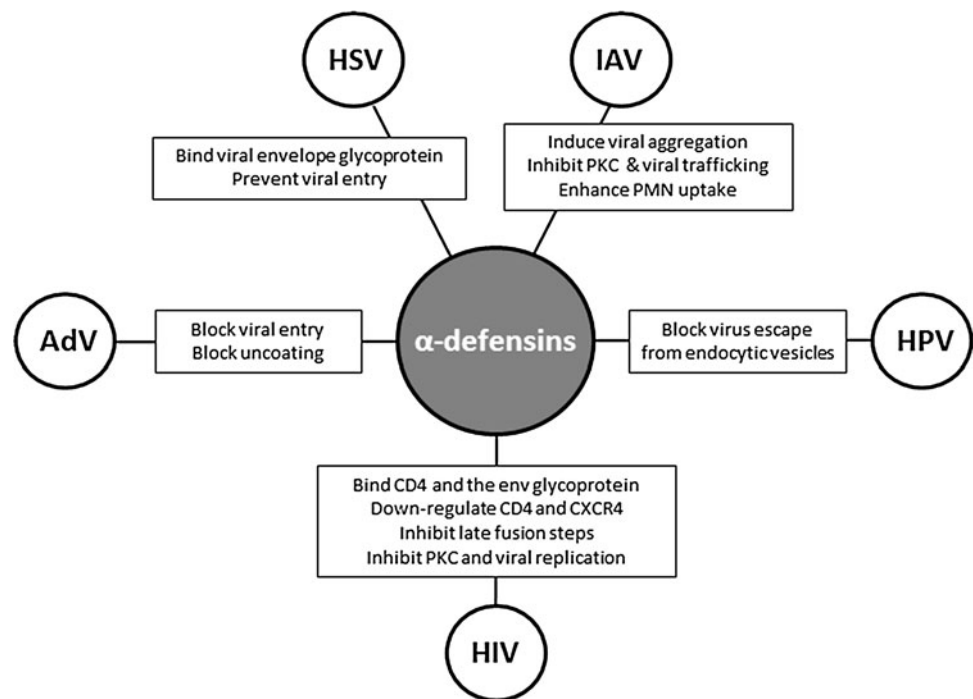 HSV
IAV
Bind viral envelope glycoprotein
Prevent viral entry
Induce viral aggregation
Inhibit PKC & viral trafficking
Enhance PMN uptake
AdV
Block viral entry
Block uncoating
α-defensins
Block virus escape
from endocytic vesicles
HPV
Bind CD4 and the env glycoprotein
Down-regulate CD4 and CXCR4
Inhibit late fusion steps
Inhibit PKC and viral replication
HIV